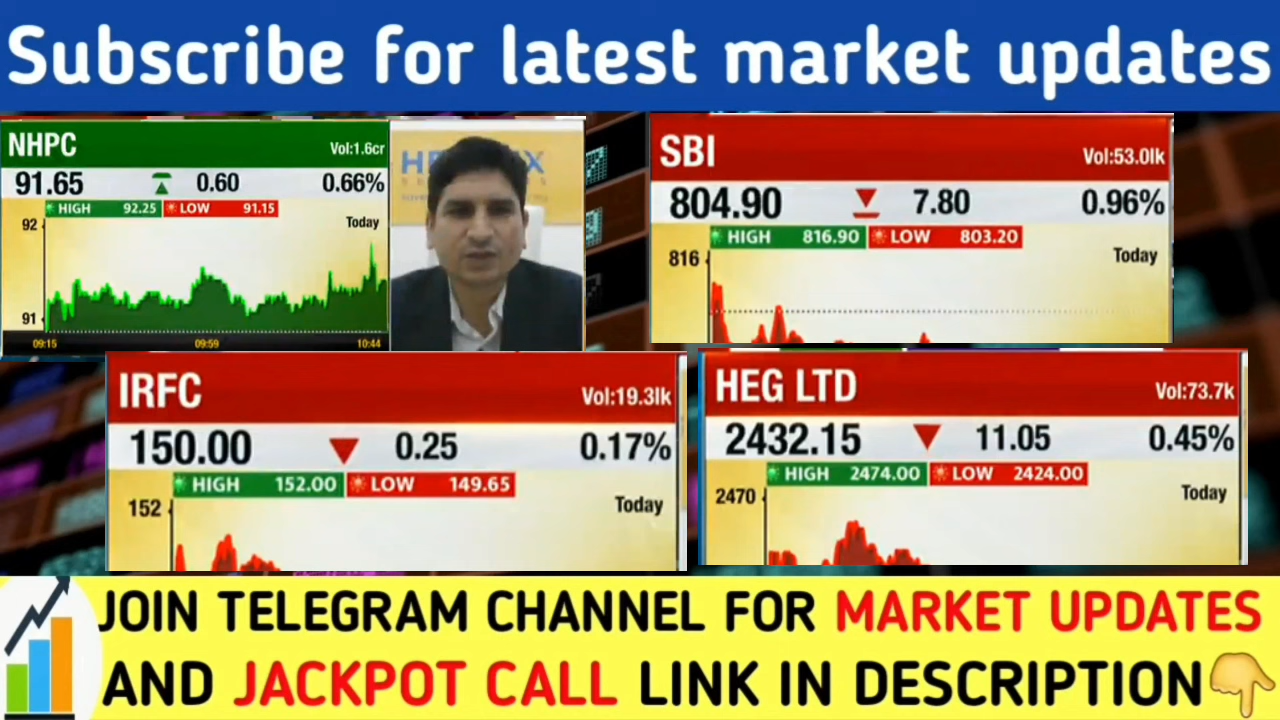 Subscribe for latest market updates
NHPC Vol:1.6cr
91.65 0.60 0.66%
HIGH 92.25 LOW 91.15
Today
92
91
09:15 09:59 10:44
SBI Vol:53.0lk
804.90 7.80 0.96%
HIGH 816.90 LOW 803.20
Today
816
IRFC Vol:19.3lk
150.00 0.25 0.17%
HIGH 152.00 LOW 149.65
Today
152
HEG LTD Vol:73.7k
2432.15 11.05 0.45%
HIGH 2474.00 LOW 2424.00
Today
2470
JOIN TELEGRAM CHANNEL FOR MARKET UPDATES
AND JACKPOT CALL LINK IN DESCRIPTION👇